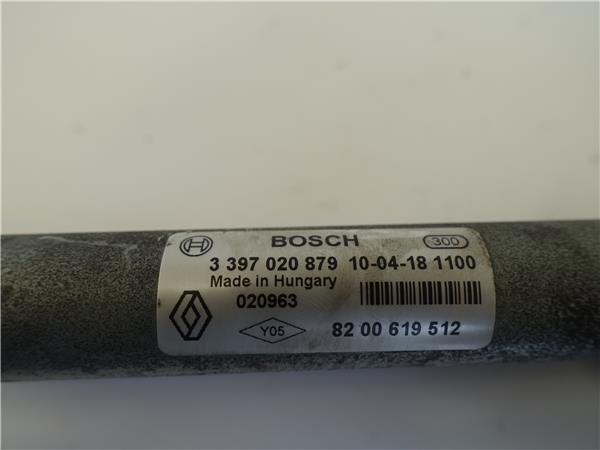 BOSCH 300
3 397 020 879 10-04-18 1100
Made in Hungary
020963
Y05 82 00 619 512